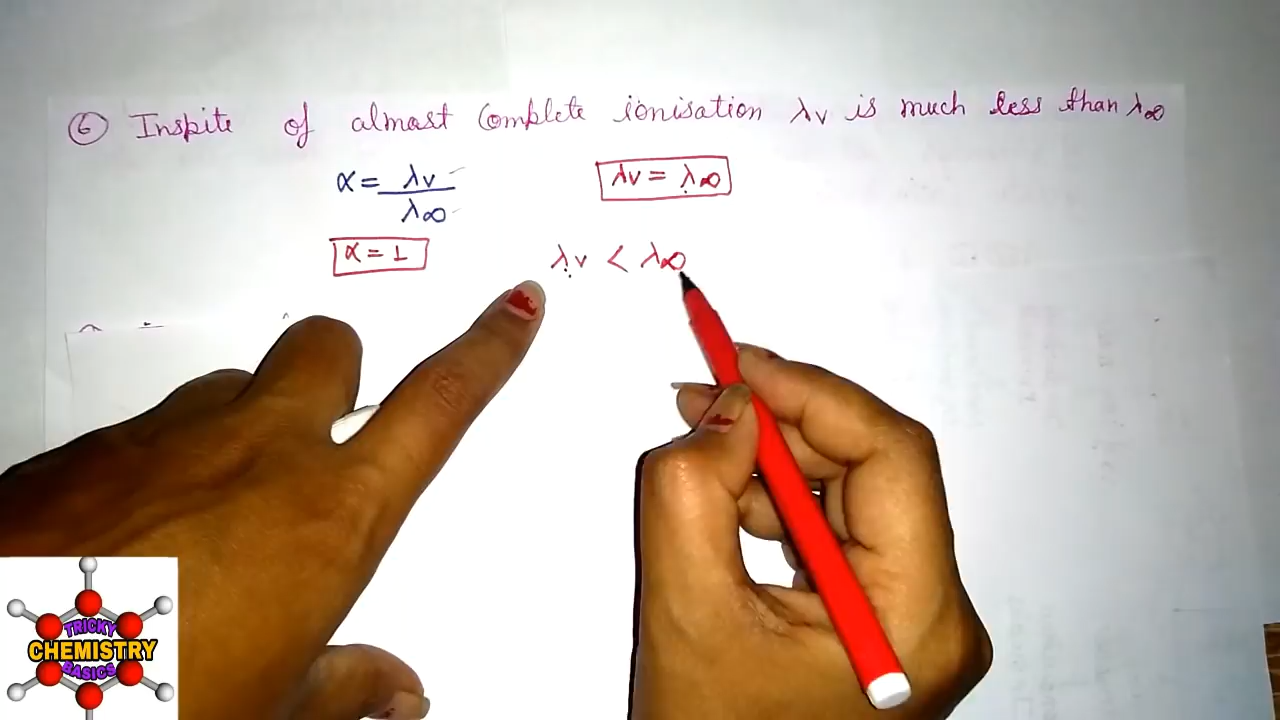 ⑥ Inspite of almost Complete ionisation λv is much less than λ∞
α = λv / λ∞
λv = λ∞
α = 1
λv < λ∞
TRICKY
CHEMISTRY
BASICS